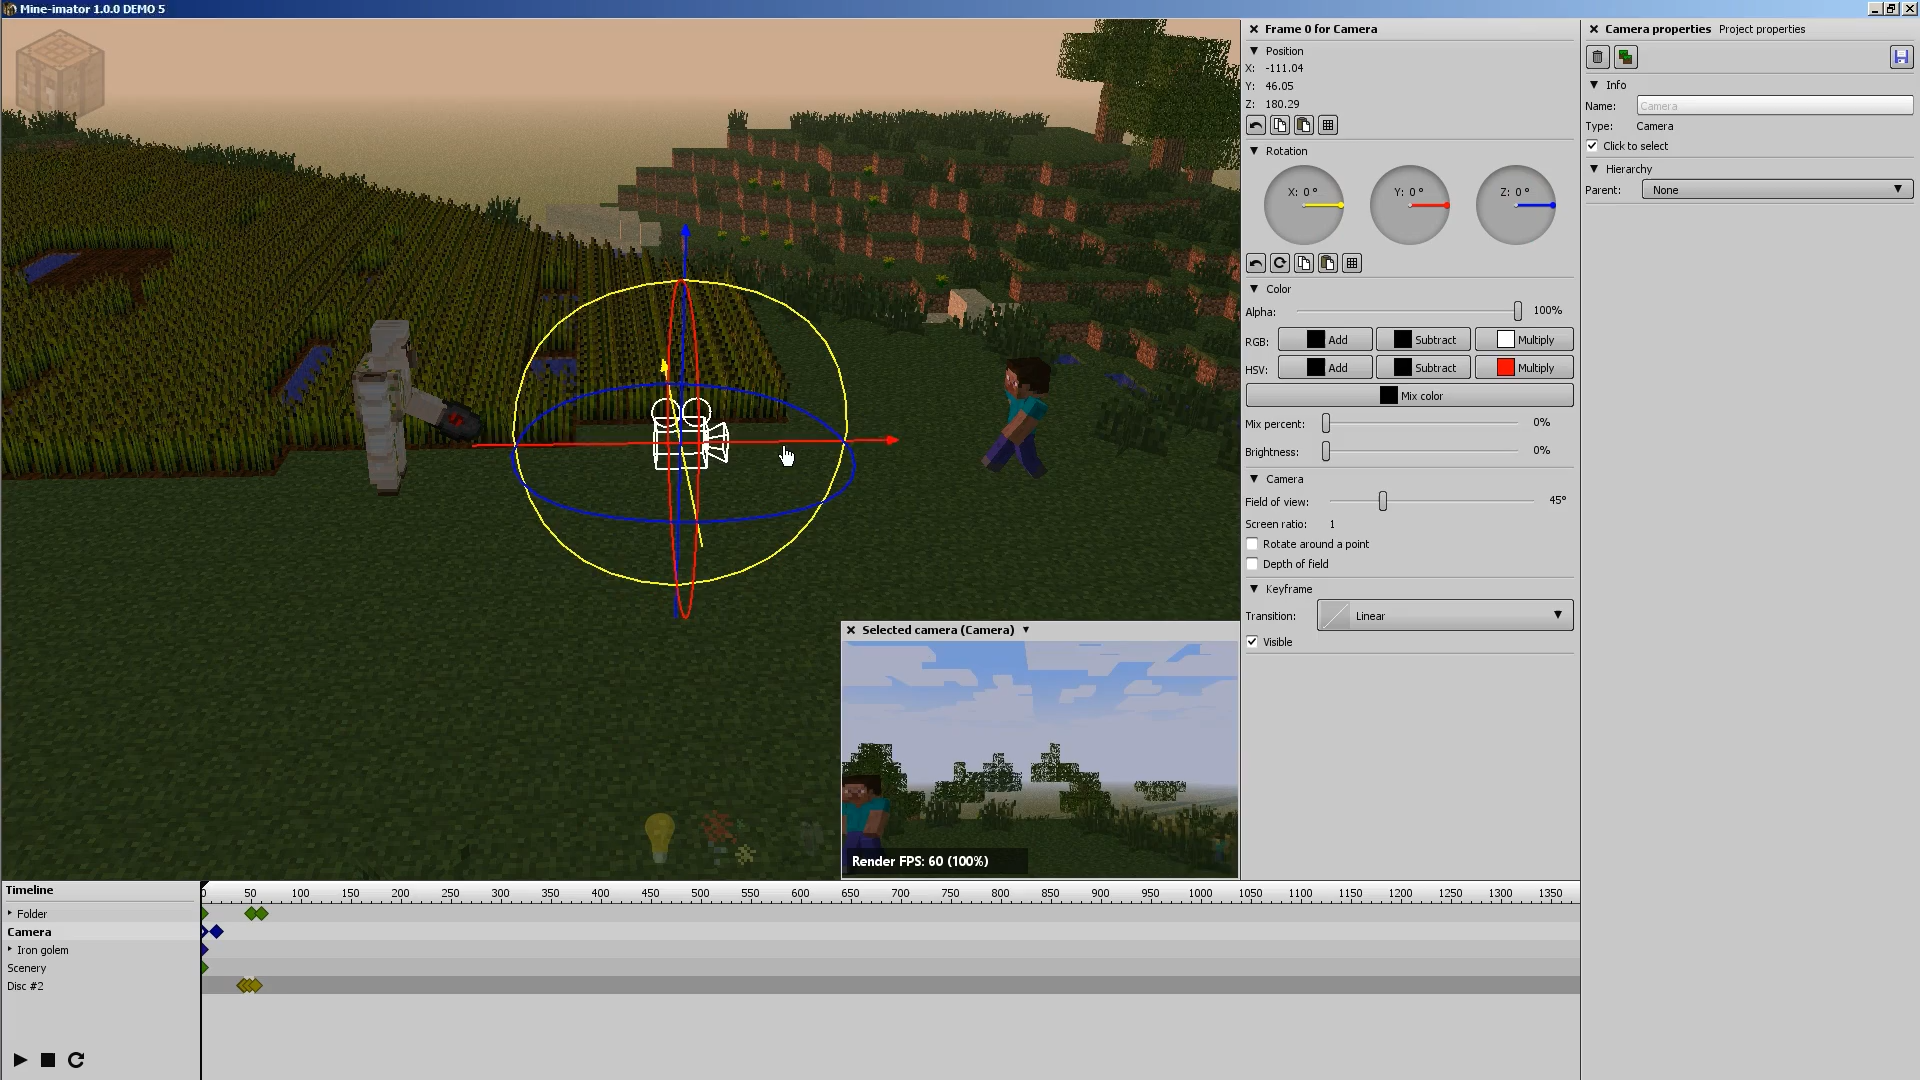 Mine-imator 1.0.0 DEMO 5
Frame 0 for Camera
Position
X: -111.04
Y: 46.05
Z: 180.29
Rotation
X: 0 ° Y: 0 ° Z: 0 °
Color
Alpha: 100%
RGB: Add Subtract Multiply
HSV: Add Subtract Multiply
Mix color
Mix percent: 0%
Brightness: 0%
Camera
Field of view: 45°
Screen ratio: 1
Rotate around a point
Depth of field
Keyframe
Transition: Linear
Visible
Camera properties Project properties
Info
Name: Camera
Type: Camera
Click to select
Hierarchy
Parent: None
Selected camera (Camera)
Render FPS: 60 (100%)
Timeline
0 50 100 150 200 250 300 350 400 450 500 550 600 650 700 750 800 850 900 950 1000 1050 1100 1150 1200 1250 1300 1350
Folder
Camera
Iron golem
Scenery
Disc #2